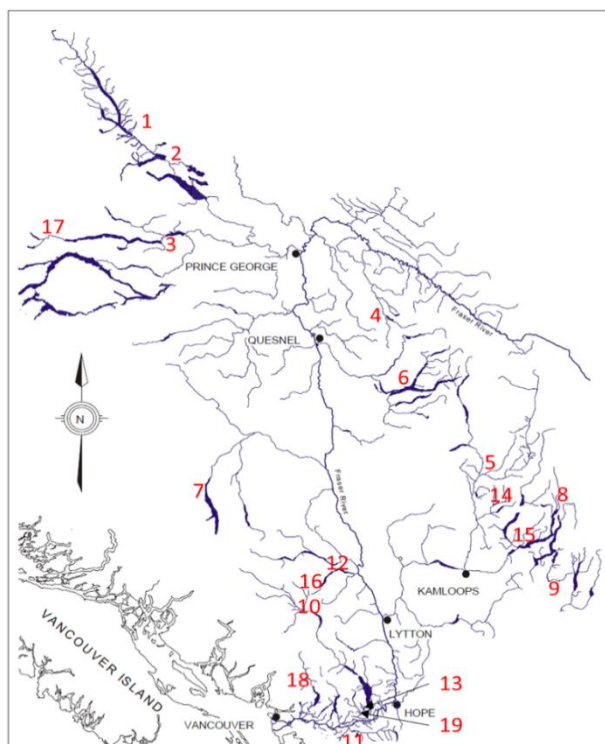 1
2
17
3
PRINCE GEORGE
4
Fraser River
QUESNEL
6
N
5
7
14
8
Fraser River
15
12
16
KAMLOOPS
9
10
LYTTON
VANCOUVER ISLAND
18
13
HOPE
VANCOUVER
19
11